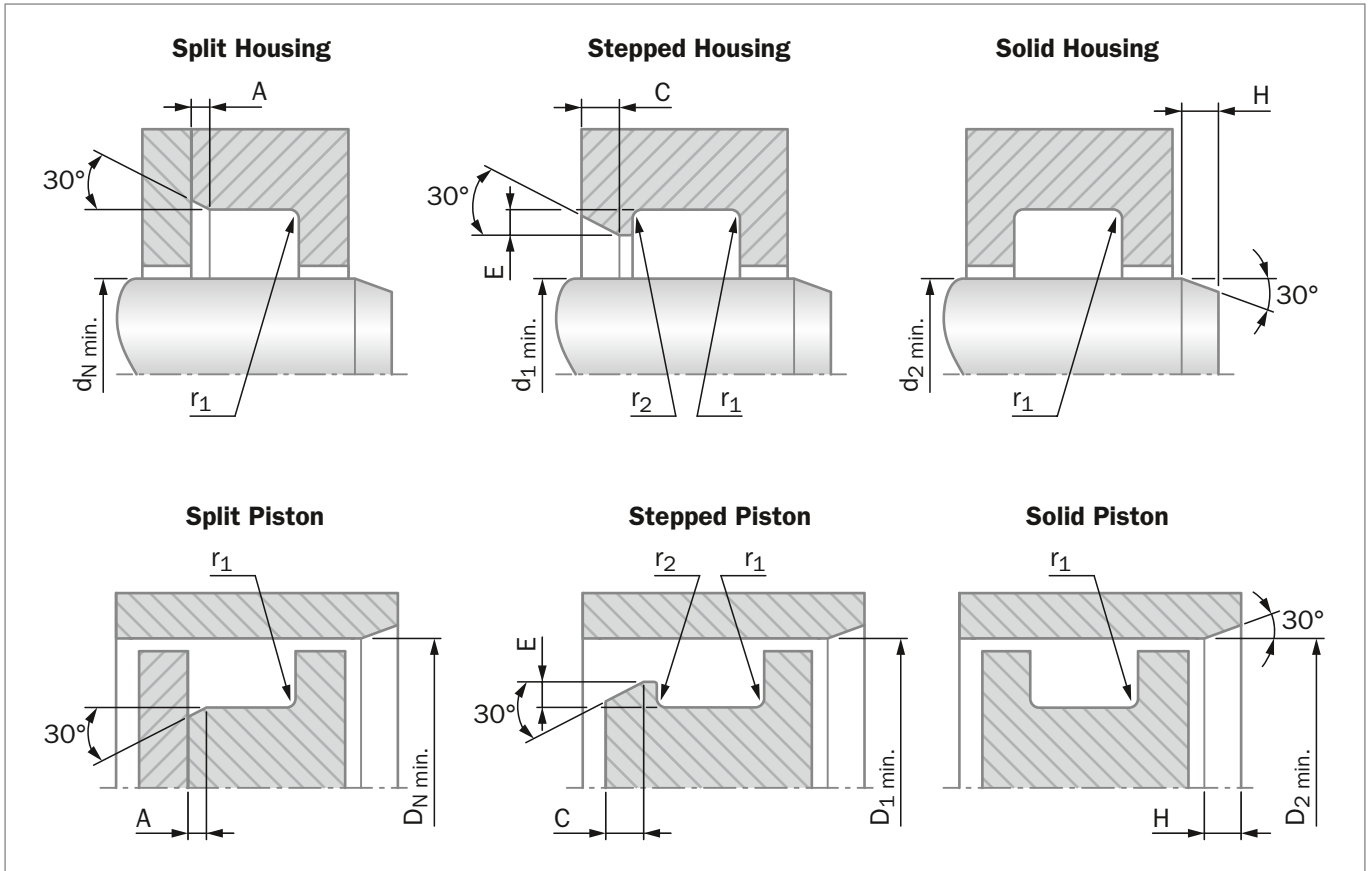 Split Housing
A
30°
dN min.
r1
Stepped Housing
C
30°
E
d1 min.
r2
r1
Solid Housing
H
30°
d2 min.
r1
Split Piston
r1
30°
A
DN min.
Stepped Piston
r2
r1
E
30°
C
D1 min.
Solid Piston
r1
30°
H
D2 min.